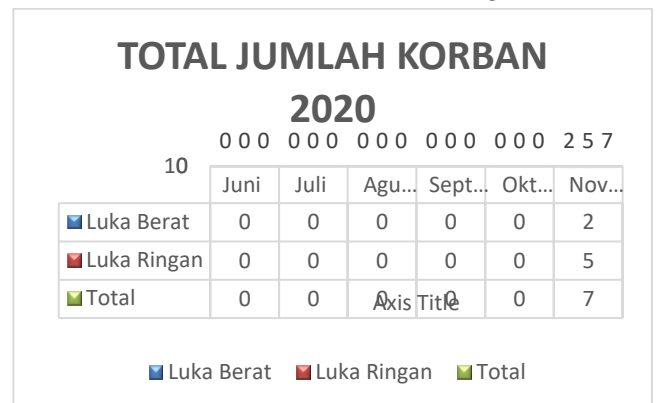 TOTAL JUMLAH KORBAN
2020
0 0 0 0 0 0 0 0 0 0 0 0 0 0 0 2 5 7
10
Juni Juli Agu... Sept... Okt... Nov...
Luka Berat 0 0 0 0 0 2
Luka Ringan 0 0 0 0 0 5
Total 0 0 0 0 0 7
Axis Title
Luka Berat Luka Ringan Total